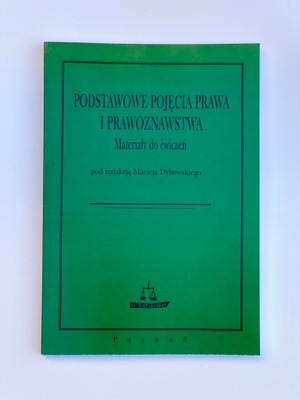 PODSTAWOWE POJĘCIA PRAWA
I PRAWOZNAWSTWA
Materiały do ćwiczeń
pod redakcją Macieja Dybowskiego
Poznań